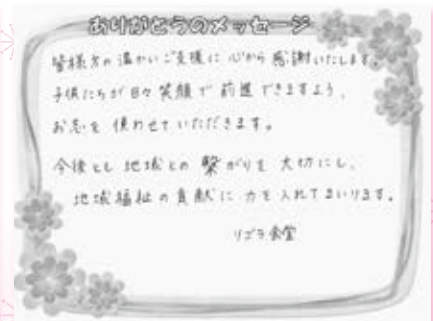 ありがとうのメッセージ
皆様方の温かいご支援に心から感謝いたします。
子供たちが日々笑顔で前進できますよう、
お志を使わせていただきます。
今後とも地域との繋がりを大切にし、
地域福祉の貢献に力を入れてまいります。
リブラ食堂